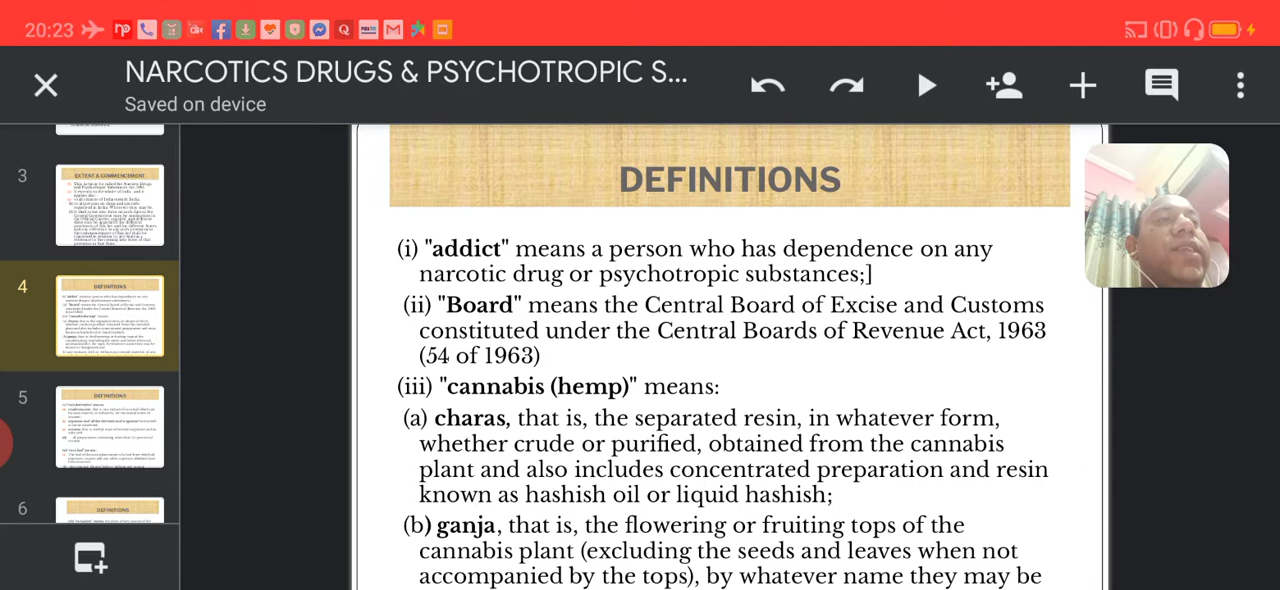 20:23
NARCOTICS DRUGS & PSYCHOTROPIC S...
Saved on device
3
EXTENT & COMMENCEMENT
4
DEFINITIONS
5
DEFINITIONS
6
DEFINITIONS
DEFINITIONS
(i) "addict" means a person who has dependence on any
narcotic drug or psychotropic substances;]
(ii) "Board" means the Central Board of Excise and Customs
constituted under the Central Boards of Revenue Act, 1963
(54 of 1963)
(iii) "cannabis (hemp)" means:
(a) charas, that is, the separated resin, in whatever form,
whether crude or purified, obtained from the cannabis
plant and also includes concentrated preparation and resin
known as hashish oil or liquid hashish;
(b) ganja, that is, the flowering or fruiting tops of the
cannabis plant (excluding the seeds and leaves when not
accompanied by the tops), by whatever name they may be